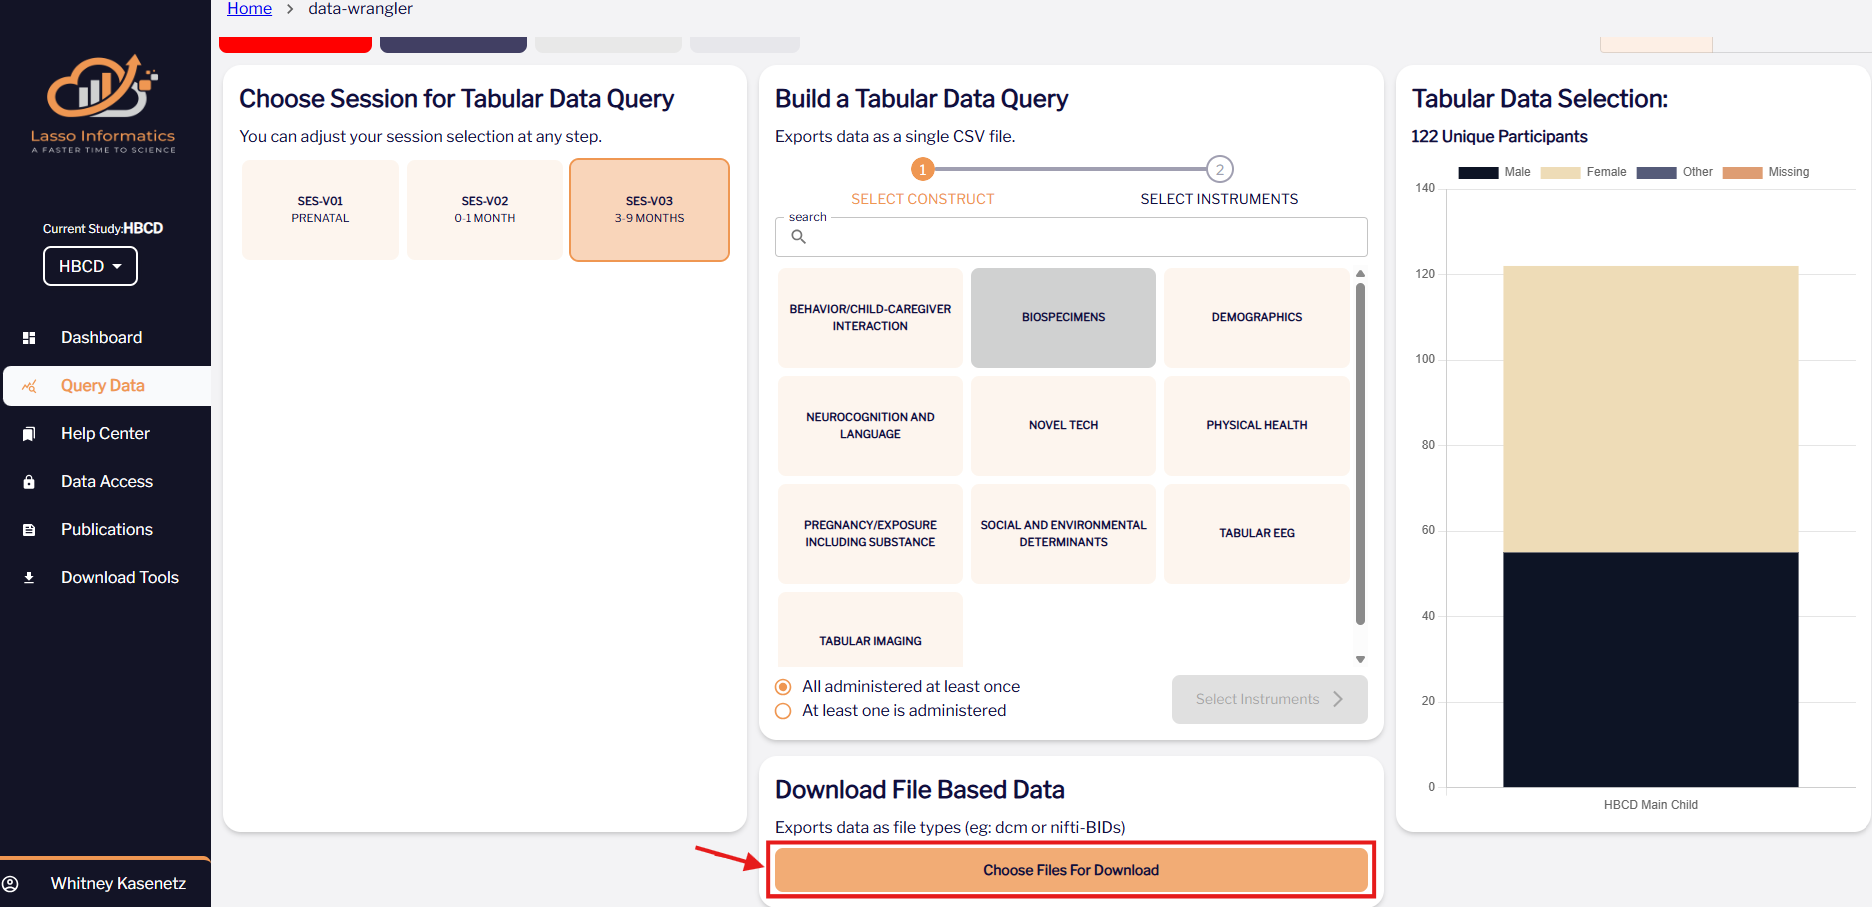 Home > data-wrangler
Lasso Informatics
A FASTER TIME TO SCIENCE
Current Study:HBCD
HBCD
Dashboard
Query Data
Help Center
Data Access
Publications
Download Tools
Whitney Kasenetz
Choose Session for Tabular Data Query
You can adjust your session selection at any step.
SES-V01
PRENATAL
SES-V02
0-1 MONTH
SES-V03
3-9 MONTHS
Build a Tabular Data Query
Exports data as a single CSV file.
1
2
SELECT CONSTRUCT
SELECT INSTRUMENTS
search
BEHAVIOR/CHILD-CAREGIVER
INTERACTION
BIOSPECIMENS
DEMOGRAPHICS
NEUROCOGNITION AND
LANGUAGE
NOVEL TECH
PHYSICAL HEALTH
PREGNANCY/EXPOSURE
INCLUDING SUBSTANCE
SOCIAL AND ENVIRONMENTAL
DETERMINANTS
TABULAR EEG
TABULAR IMAGING
All administered at least once
At least one is administered
Select Instruments
Download File Based Data
Exports data as file types (eg: dcm or nifti-BIDs)
Choose Files For Download
Tabular Data Selection:
122 Unique Participants
Male
Female
Other
Missing
140
120
100
80
60
40
20
0
HBCD Main Child